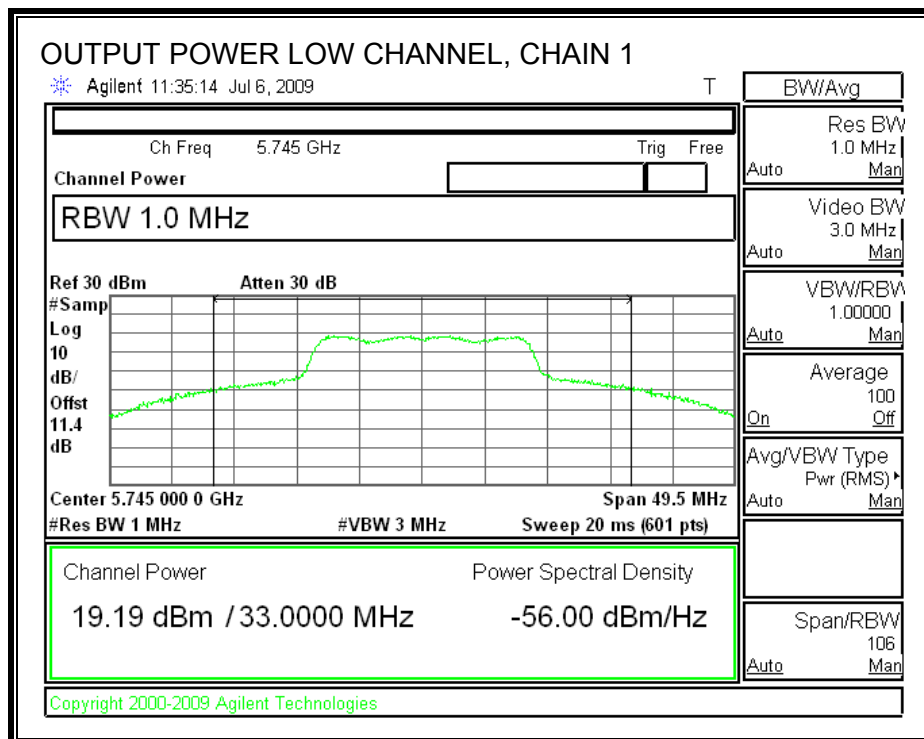 OUTPUT POWER LOW CHANNEL, CHAIN 1
Agilent 11:35:14 Jul 6, 2009 T
Ch Freq 5.745 GHz Trig Free
Channel Power
RBW 1.0 MHz
Ref 30 dBm Atten 30 dB
#Samp
Log
10
dB/
Offst
11.4
dB
Center 5.745 000 0 GHz Span 49.5 MHz
#Res BW 1 MHz #VBW 3 MHz Sweep 20 ms (601 pts)
Channel Power Power Spectral Density
19.19 dBm / 33.0000 MHz -56.00 dBm/Hz
Copyright 2000-2009 Agilent Technologies
BW/Avg
Res BW
1.0 MHz
Auto Man
Video BW
3.0 MHz
Auto Man
VBW/RBW
1.00000
Auto Man
Average
100
On Off
Avg/VBW Type
Pwr (RMS)
Auto Man
Span/RBW
106
Auto Man